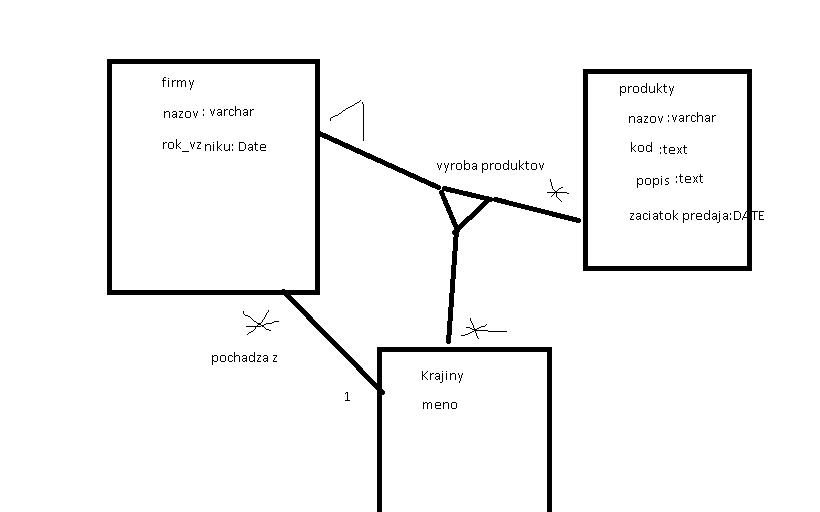 firmy
nazov : varchar
rok_vzniku: Date
1
vyroba produktov
*
produkty
nazov :varchar
kod :text
popis :text
zaciatok predaja:DATE
*
pochadza z
1
*
Krajiny
meno